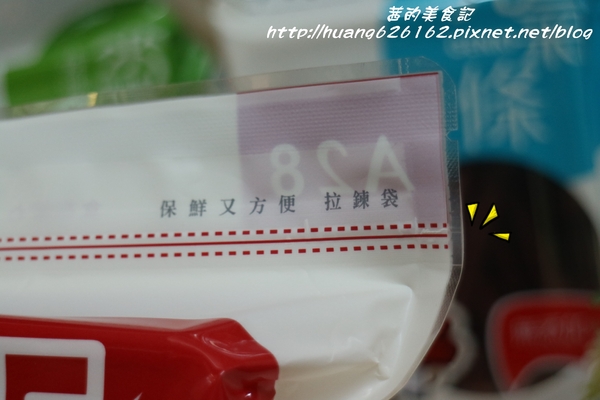 茜的美食記
http://huang626162.pixnet.net/blog
條
A28
保鮮又方便 拉鍊袋